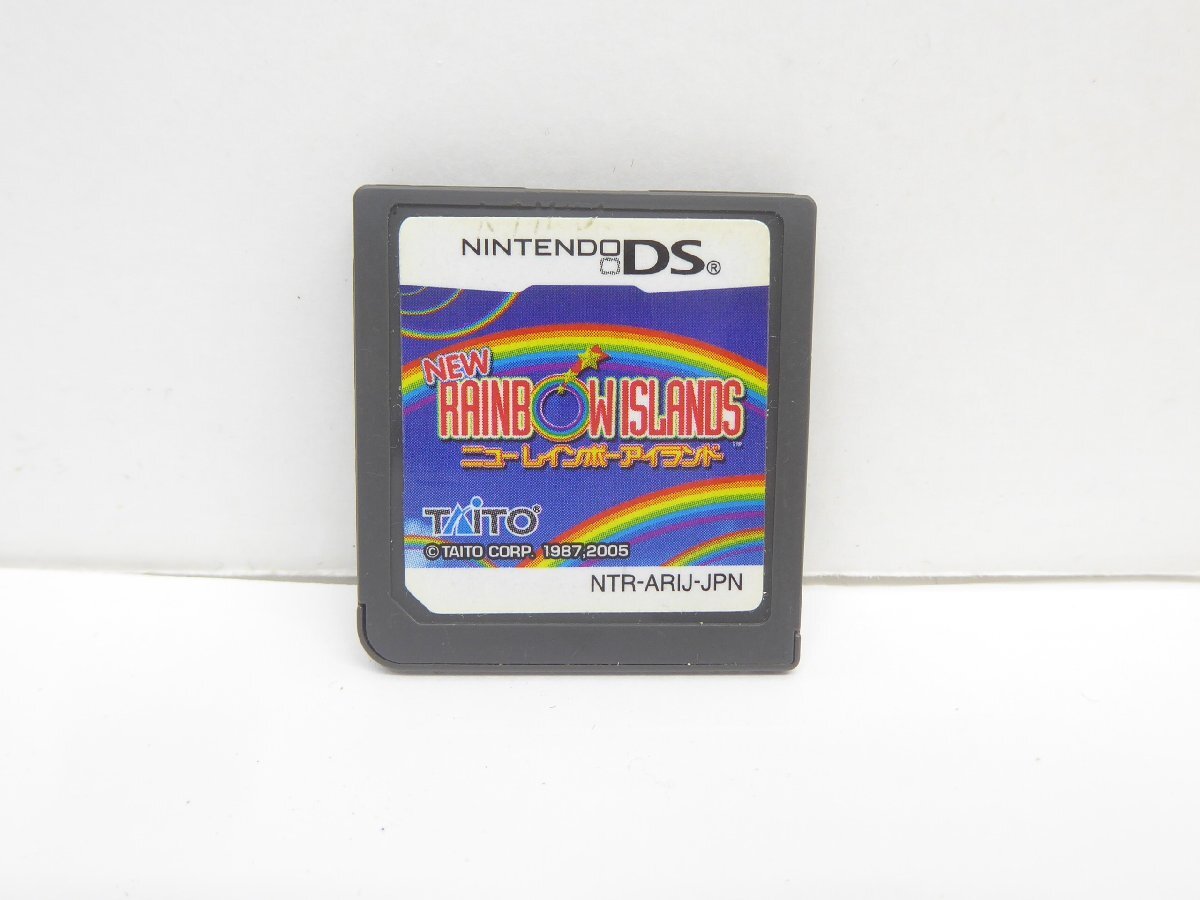 NINTENDO DS®
NEW
RAINBOW ISLANDS™
ニューレインボーアイランド
TAITO®
©TAITO CORP. 1987,2005
NTR-ARIJ-JPN